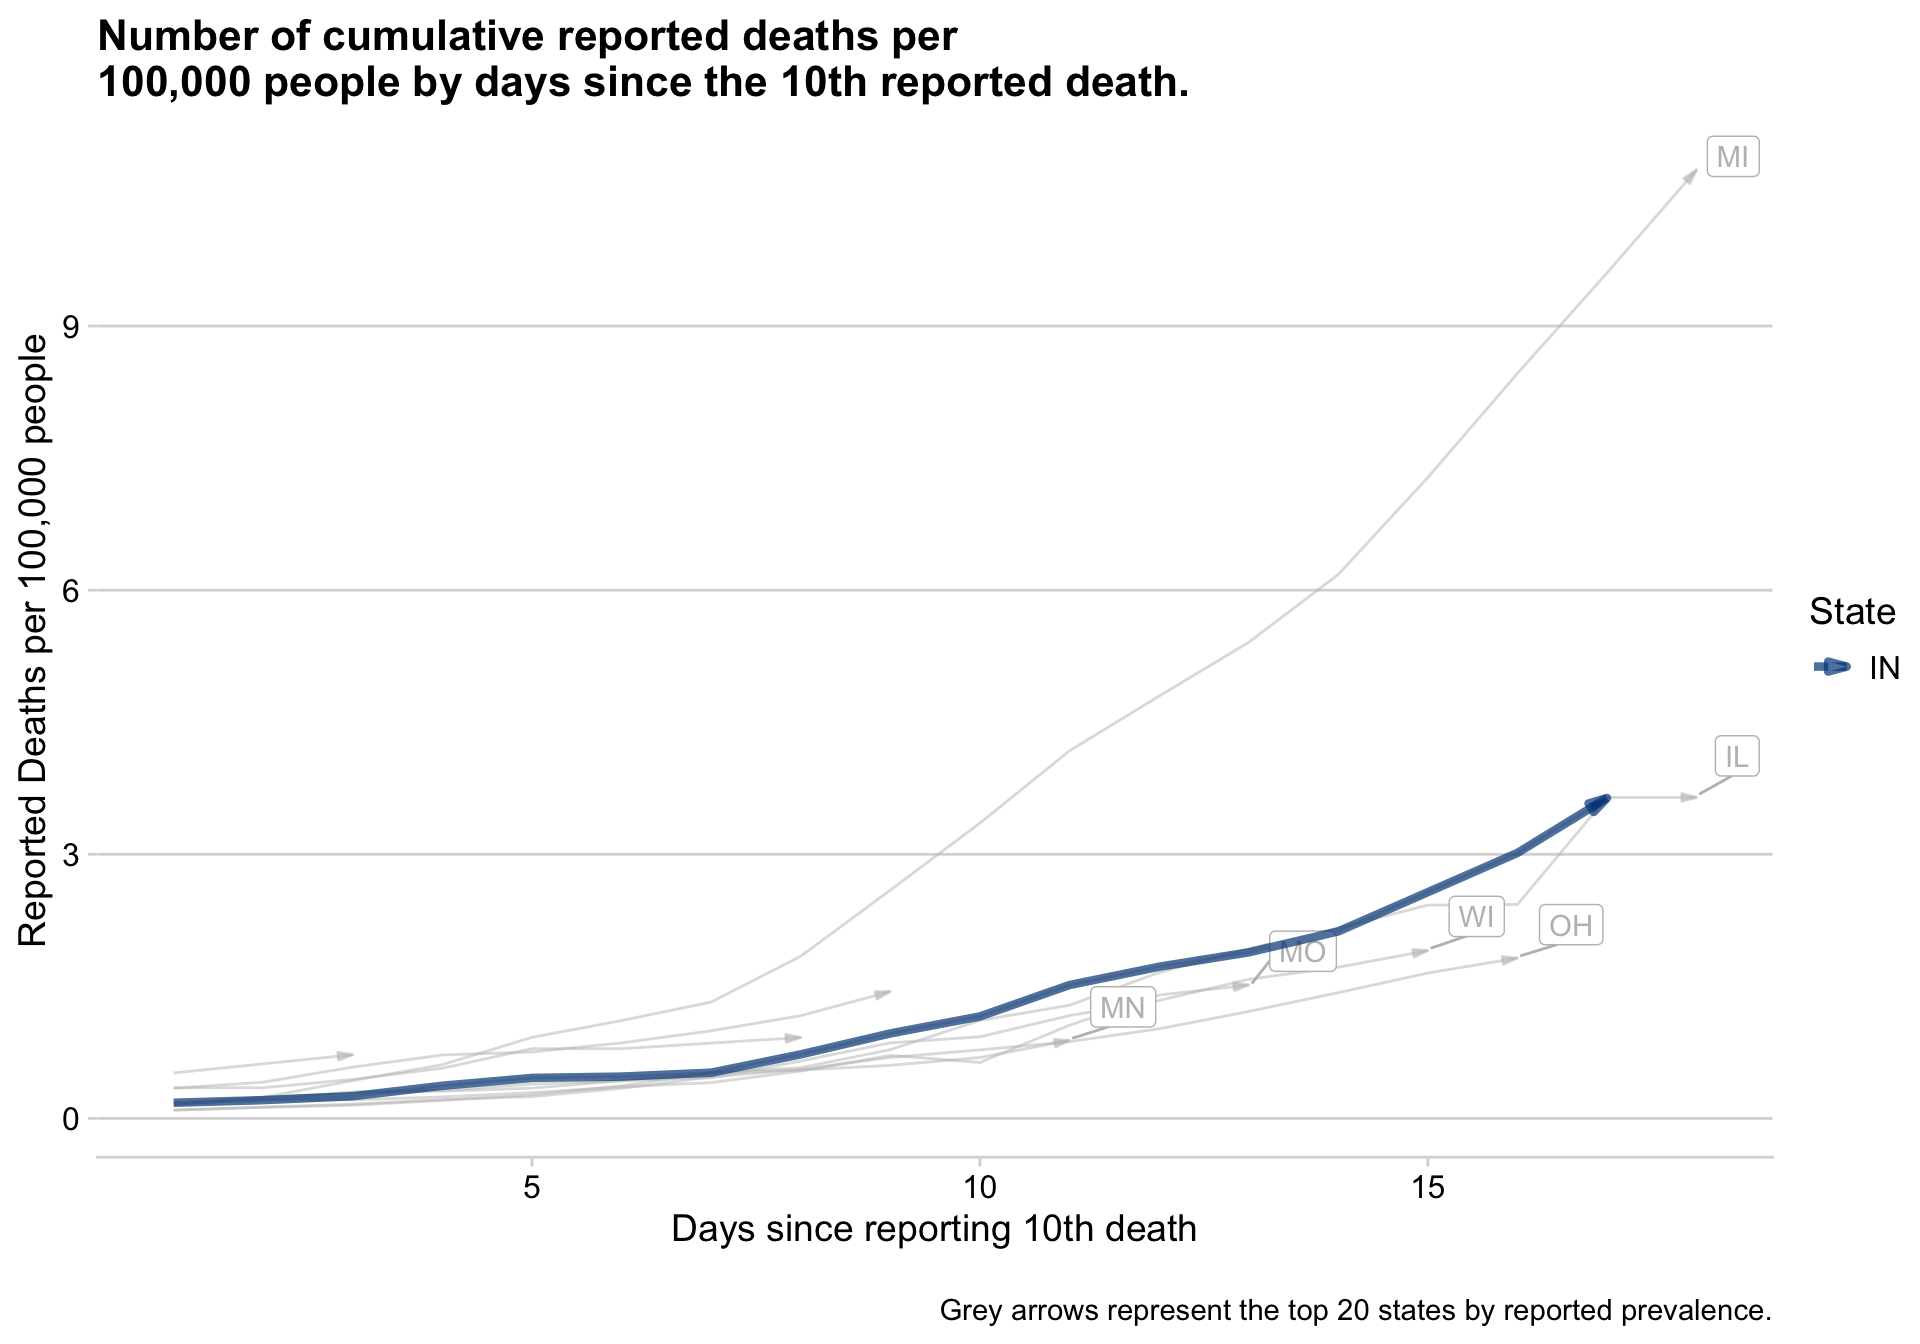 Number of cumulative reported deaths per
100,000 people by days since the 10th reported death.
MI
9
Reported Deaths per 100,000 people
6
State
IN
IL
3
WI
OH
MO
MN
0
5 10 15
Days since reporting 10th death
Grey arrows represent the top 20 states by reported prevalence.